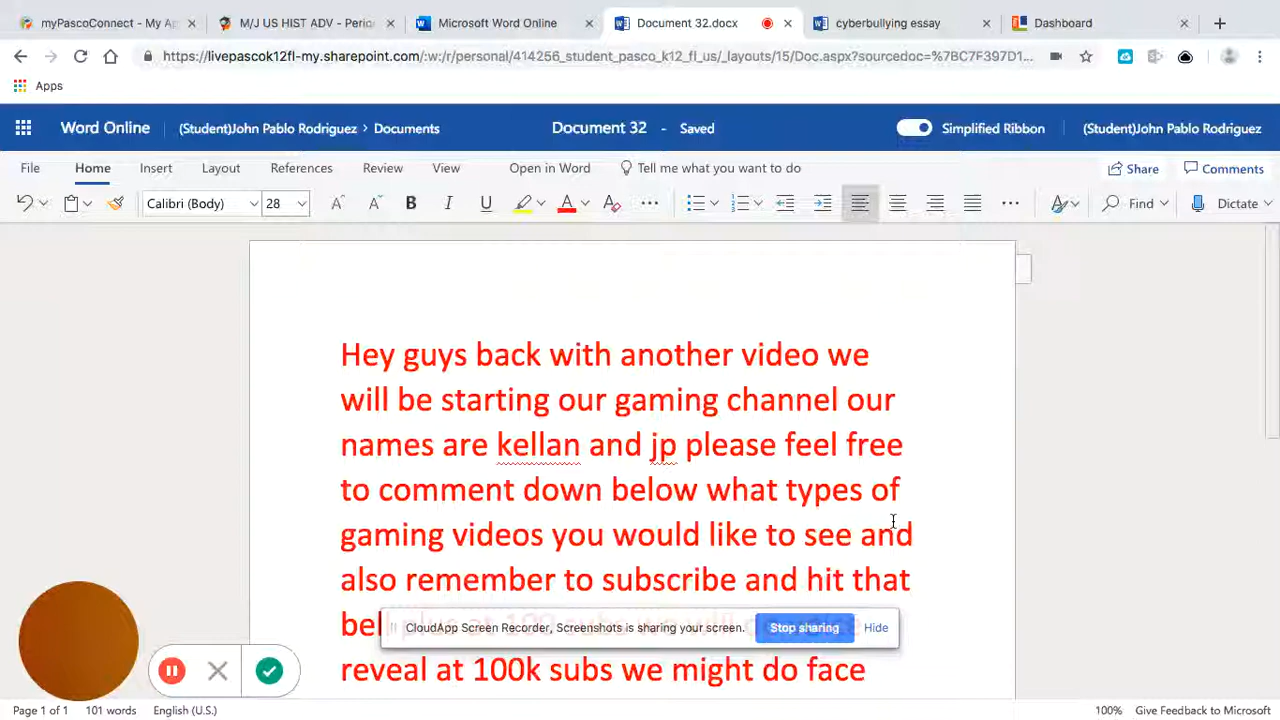 myPascoConnect - My A
M/J US HIST ADV - Perio
Microsoft Word Online
Document 32.docx
cyberbullying essay
Dashboard
https://livepascok12fl-my.sharepoint.com/:w:/r/personal/414256_student_pasco_k12_fl_us/_layouts/15/Doc.aspx?sourcedoc=%7BC7F397D1...
Apps
Word Online (Student)John Pablo Rodriguez > Documents Document 32 - Saved Simplified Ribbon (Student)John Pablo Rodriguez
File Home Insert Layout References Review View Open in Word Tell me what you want to do Share Comments
Calibri (Body) 28 A A B I U A Find Dictate
Hey guys back with another video we
will be starting our gaming channel our
names are kellan and jp please feel free
to comment down below what types of
gaming videos you would like to see and
also remember to subscribe and hit that
bell
CloudApp Screen Recorder, Screenshots is sharing your screen. Stop sharing Hide
reveal at 100k subs we might do face
Page 1 of 1 101 words English (U.S.) 100% Give Feedback to Microsoft